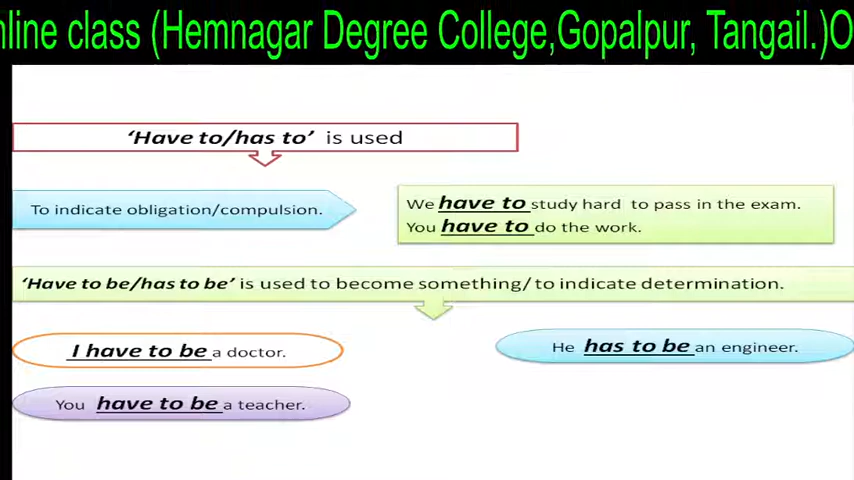 nline class (Hemnagar Degree College,Gopalpur, Tangail.)O
‘Have to/has to’ is used
To indicate obligation/compulsion.
We have to study hard to pass in the exam.
You have to do the work.
‘Have to be/has to be’ is used to become something/ to indicate determination.
I have to be a doctor.
He has to be an engineer.
You have to be a teacher.